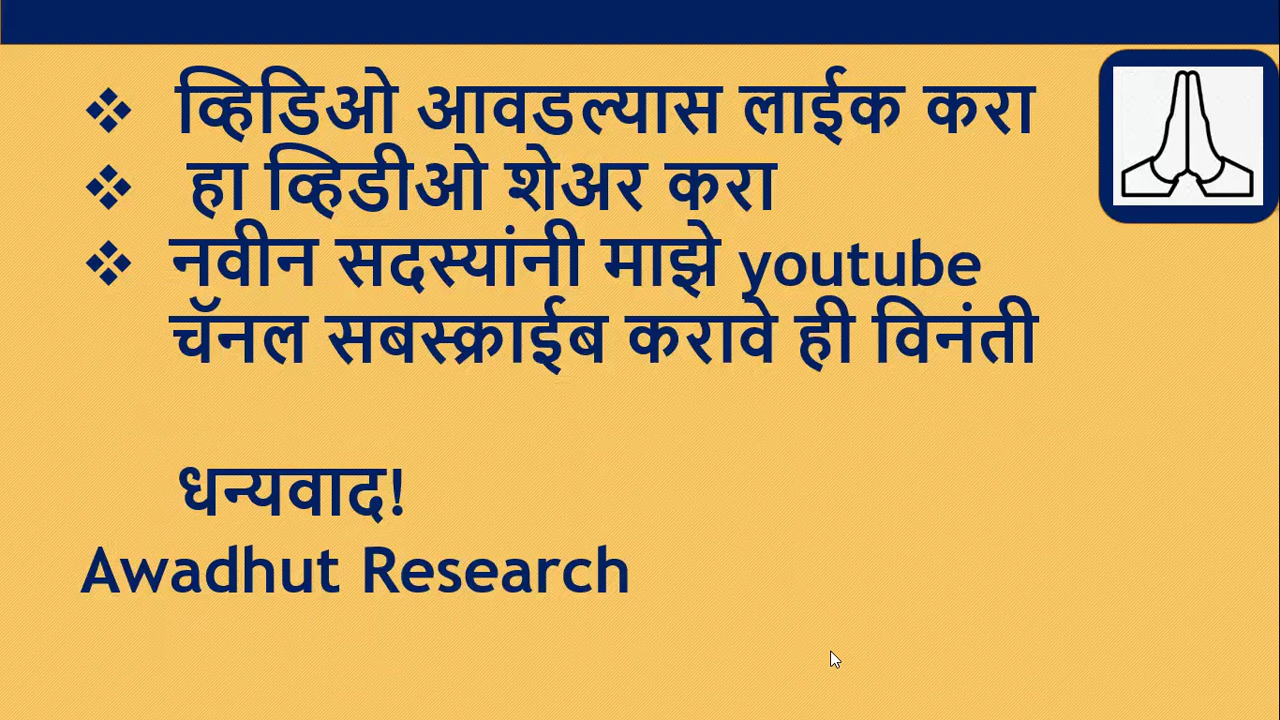 ❖ व्हिडिओ आवडल्यास लाईक करा
❖ हा व्हिडीओ शेअर करा
❖ नवीन सदस्यांनी माझे youtube
चॅनल सबस्क्राईब करावे ही विनंती
धन्यवाद!
Awadhut Research